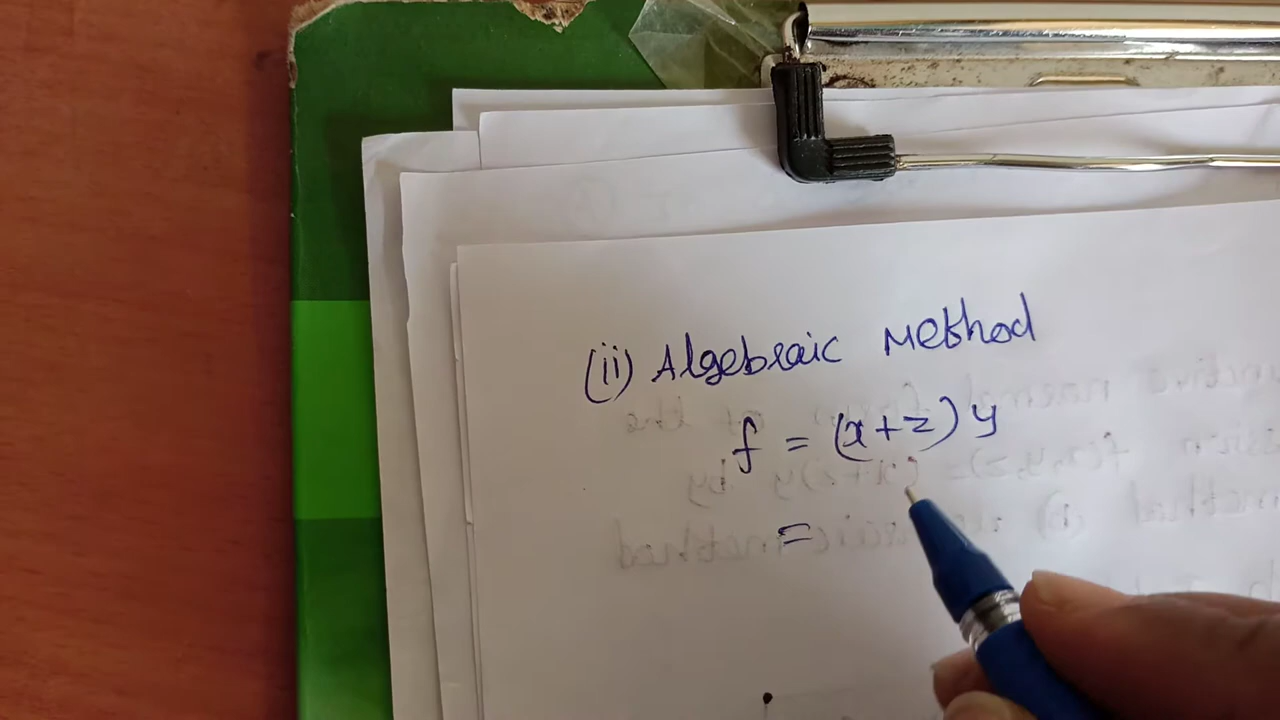 (ii) Algebraic Method
f = (x+z) y
=